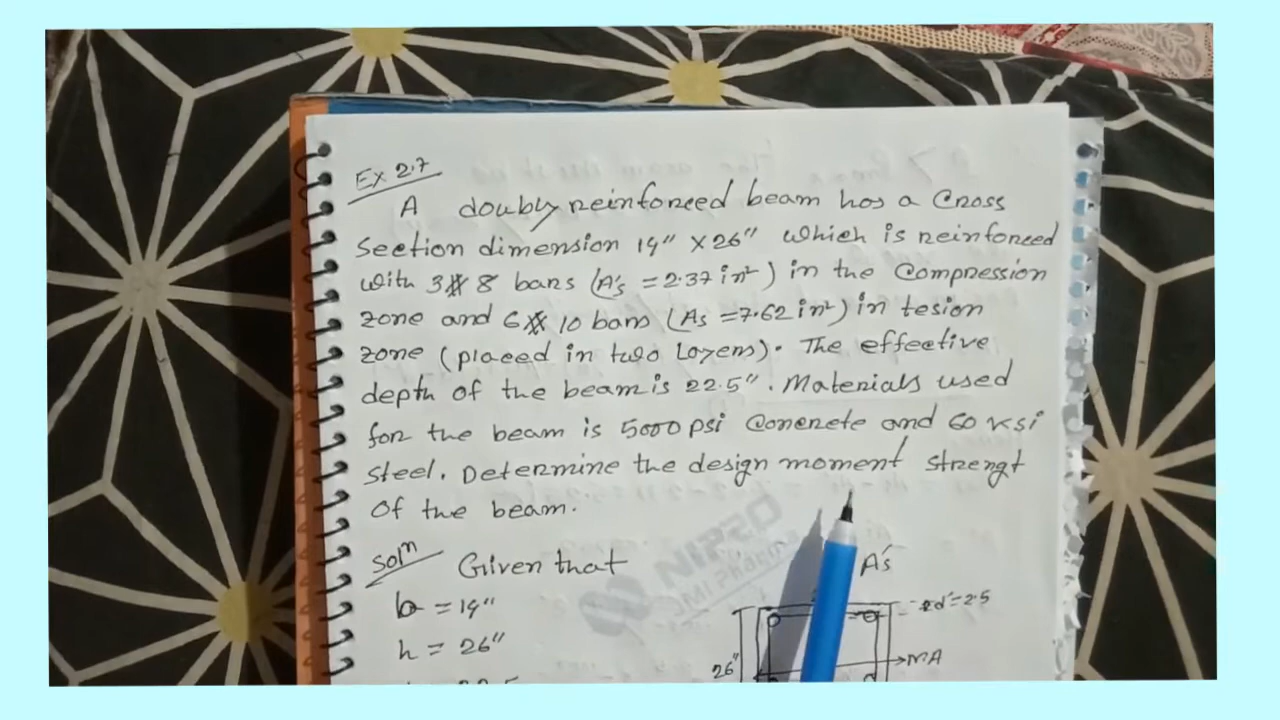 Ex 2.7
A doubly reinforced beam has a Cross
Section dimension 14" X 26" which is reinforced
with 3# 8 bars (A's = 2.37 in²) in the Compression
zone and 6# 10 bars (As = 7.62 in²) in tesion
zone (placed in two Layers). The effective
depth of the beam is 22.5". Materials used
for the beam is 5000 psi Concrete and 60 ksi
steel. Determine the design moment strengt
Of the beam.
Solⁿ Given that
b = 14"
h = 26"
A's
d' = 2.5
26"